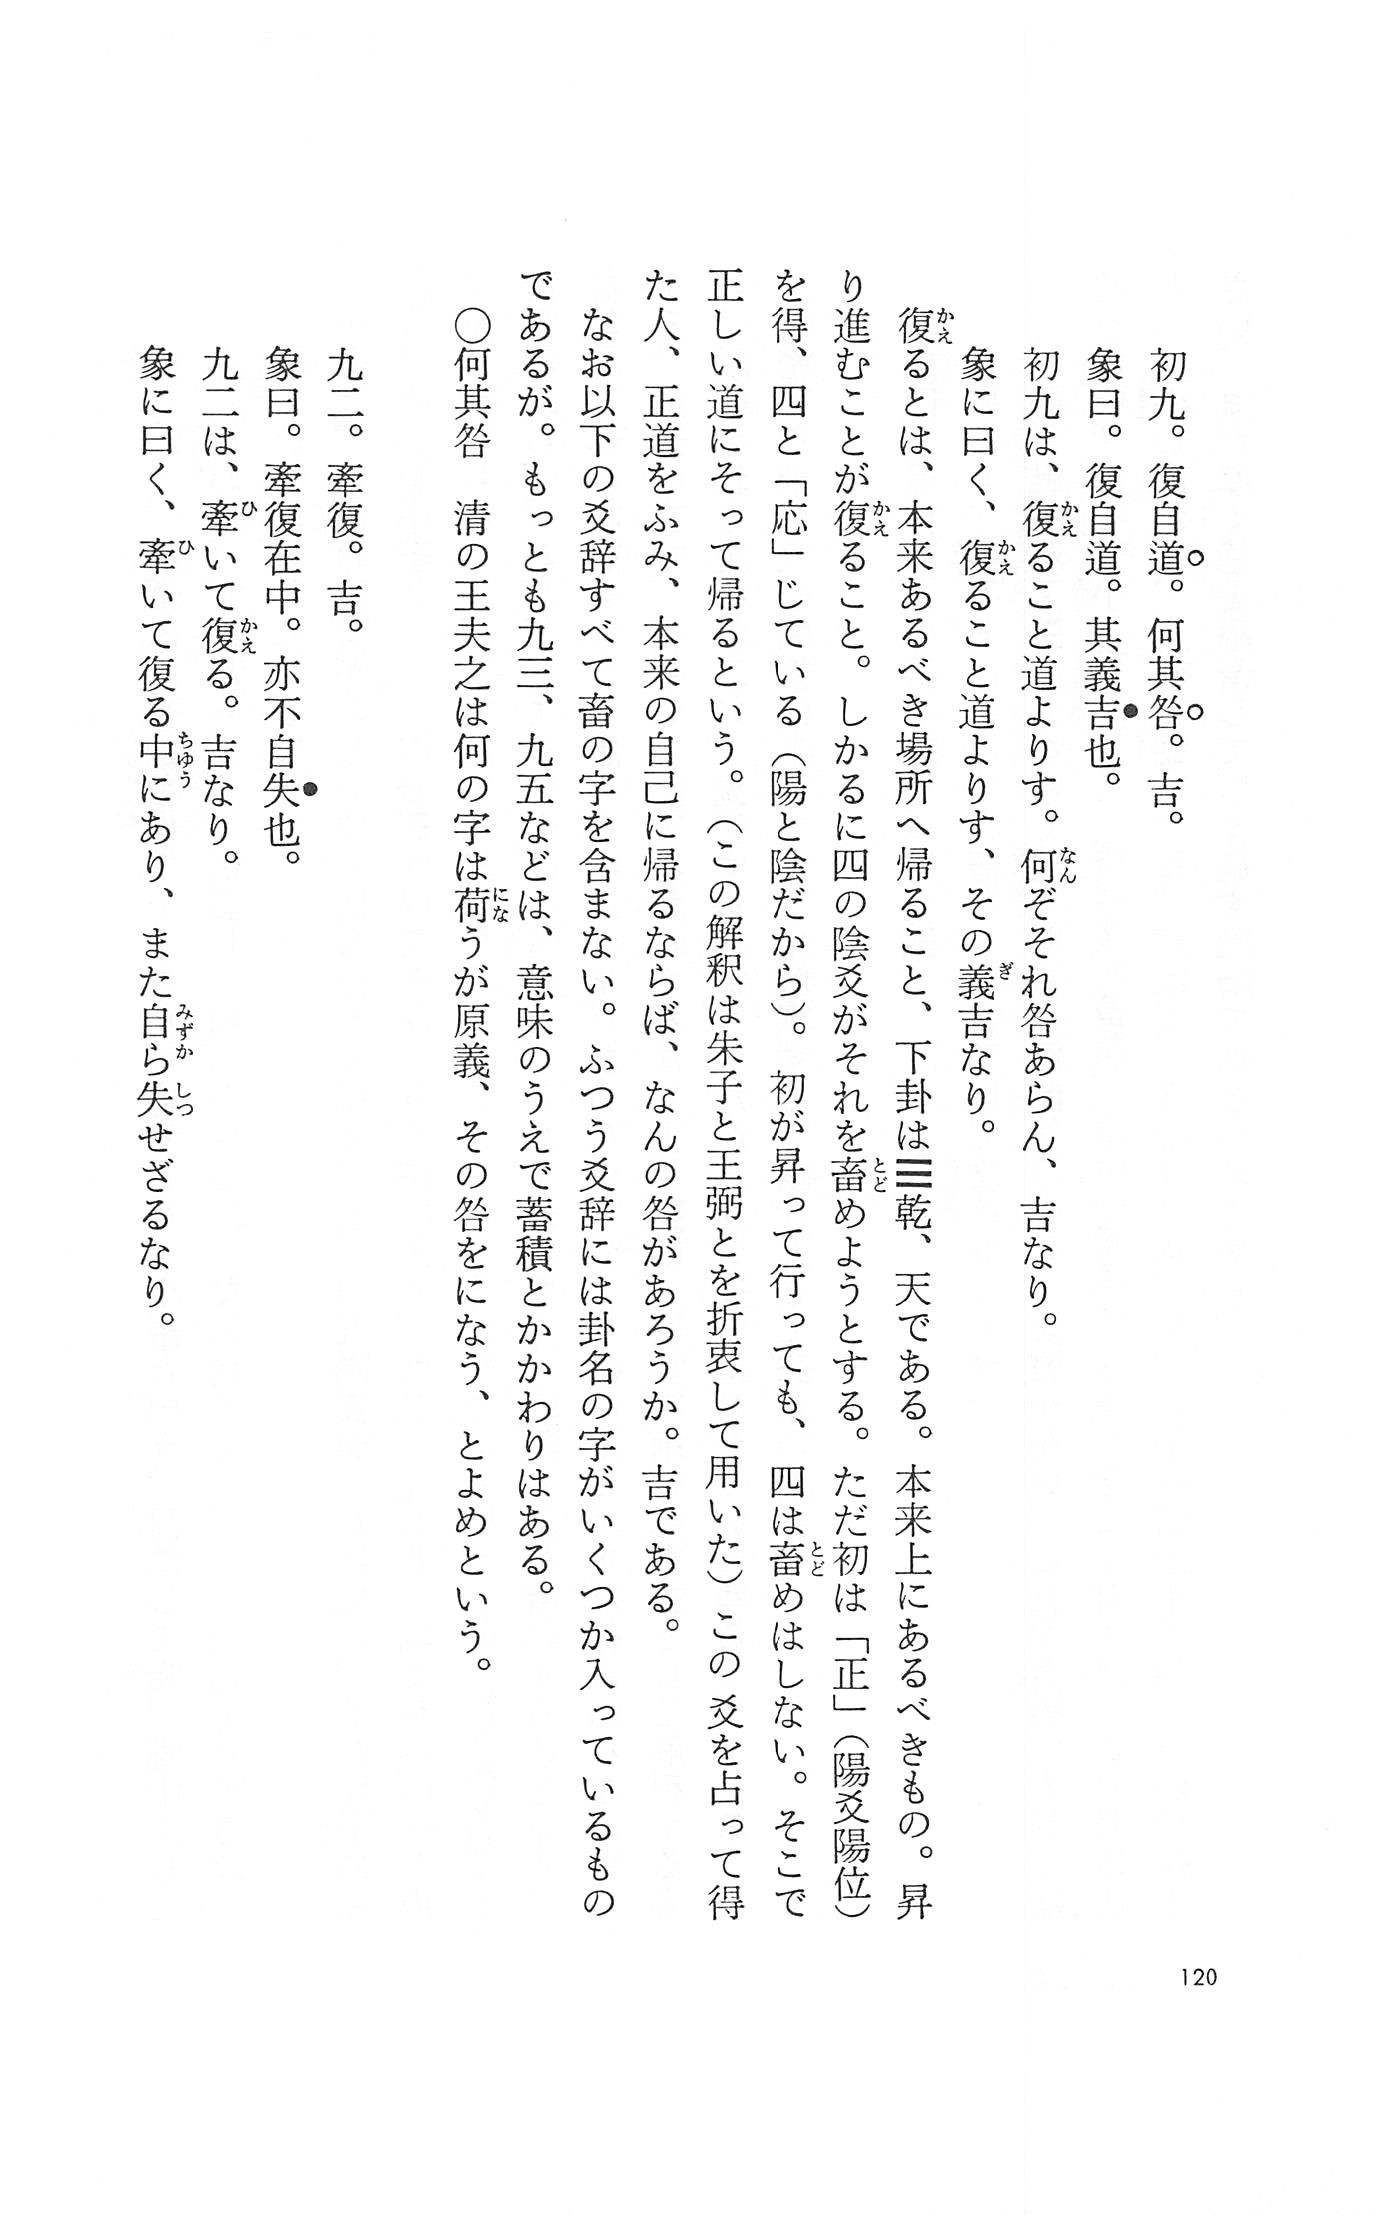 初九。復自道。何其咎。吉。
象曰。復自道。其義吉也。
初九は、復ること道よりす。何ぞそれ咎あらん、吉なり。
象に曰く、復ること道よりす、その義吉なり。
復るとは、本来あるべき場所へ帰ること、下卦は☰乾、天である。本来上にあるべきもの。昇
り進むことが復ること。しかるに四の陰爻がそれを畜めようとする。ただ初は「正」（陽爻陽位）
を得、四と「応」じている（陽と陰だから）。初が昇って行っても、四は畜めはしない。そこで
正しい道にそって帰るという。（この解釈は朱子と王弼とを折衷して用いた）この爻を占って得
た人、正道をふみ、本来の自己に帰るならば、なんの咎があろうか。吉である。
なお以下の爻辞すべて畜の字を含まない。ふつう爻辞には卦名の字がいくつか入っているもの
であるが。もっとも九三、九五などは、意味のうえで蓄積とかかわりはある。
〇何其咎　清の王夫之は何の字は荷うが原義、その咎をになう、とよめという。
九二。牽復。吉。
象曰。牽復在中。亦不自失也。
九二は、牽いて復る。吉なり。
象に曰く、牽いて復る中にあり、また自ら失せざるなり。
120